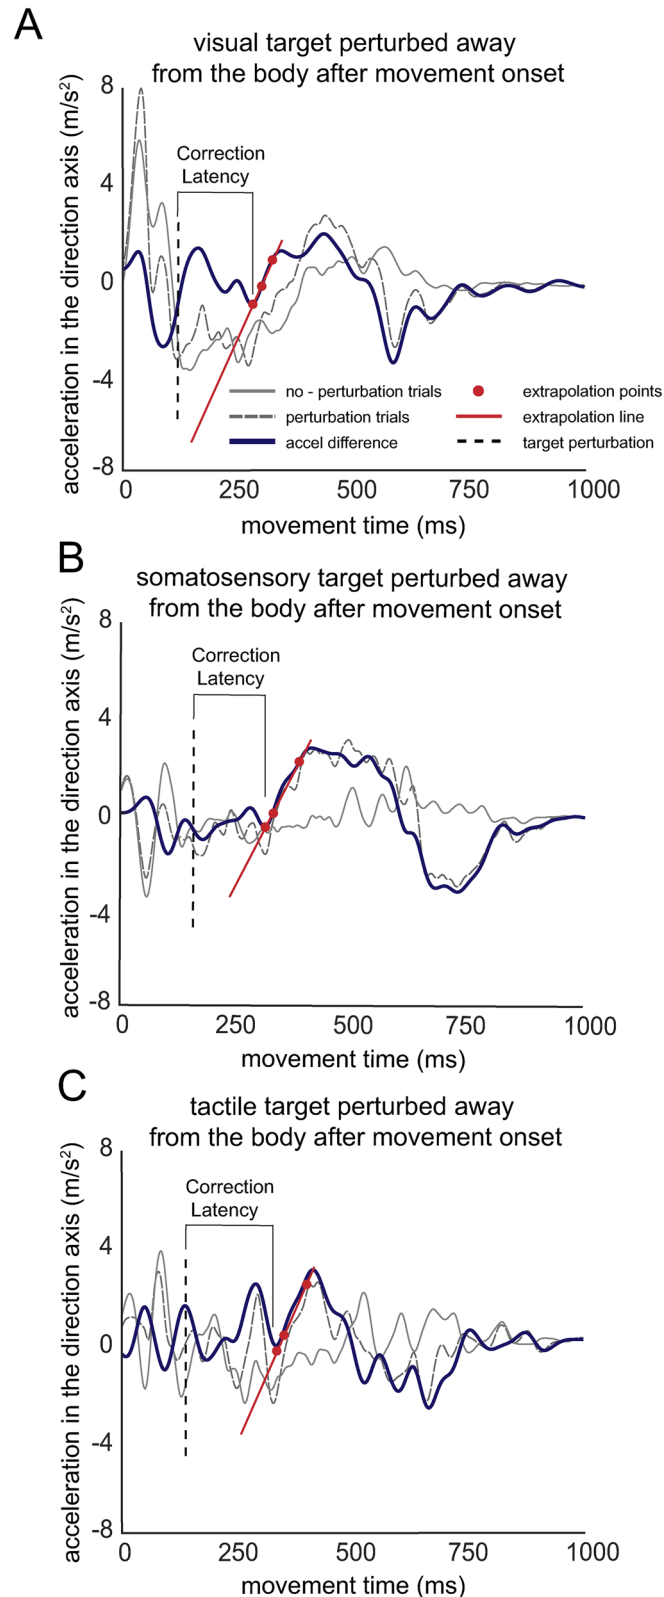 A
visual target perturbed away
from the body after movement onset
acceleration in the direction axis (m/s²)
8
4
0
-4
-8
Correction
Latency
no - perturbation trials
perturbation trials
accel difference
extrapolation points
extrapolation line
target perturbation
0 250 500 750 1000
movement time (ms)
B
somatosensory target perturbed away
from the body after movement onset
acceleration in the direction axis (m/s²)
8
4
0
-4
-8
Correction
Latency
0 250 500 750 1000
movement time (ms)
C
tactile target perturbed away
from the body after movement onset
acceleration in the direction axis (m/s²)
8
4
0
-4
-8
Correction
Latency
0 250 500 750 1000
movement time (ms)